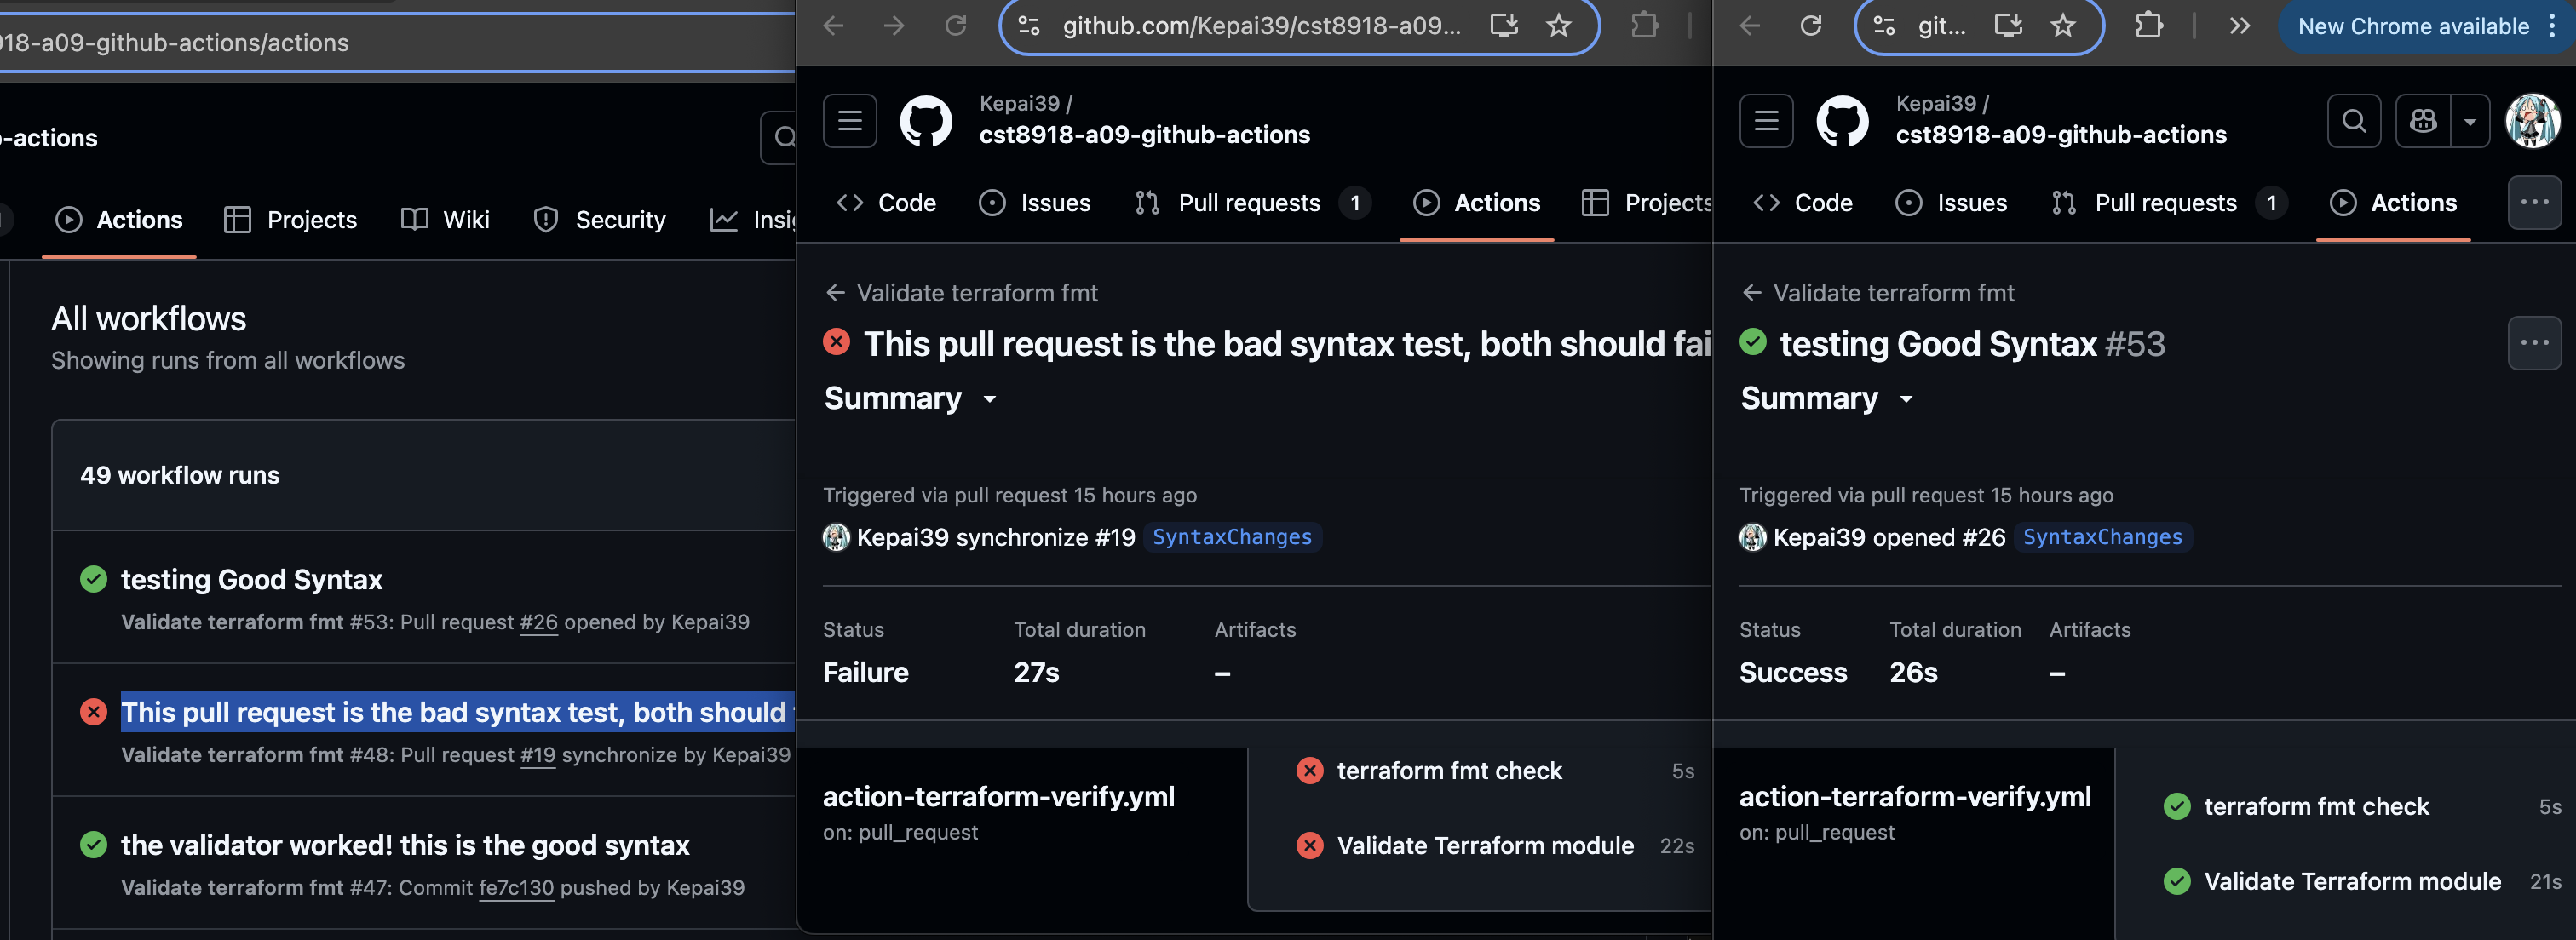 18-a09-github-actions/actions
-actions
Actions
Projects
Wiki
Security
Insi
All workflows
Showing runs from all workflows
49 workflow runs
testing Good Syntax
Validate terraform fmt #53: Pull request #26 opened by Kepai39
This pull request is the bad syntax test, both should
Validate terraform fmt #48: Pull request #19 synchronize by Kepai39
the validator worked! this is the good syntax
Validate terraform fmt #47: Commit fe7c130 pushed by Kepai39
github.com/Kepai39/cst8918-a09...
Kepai39 /
cst8918-a09-github-actions
Code
Issues
Pull requests 1
Actions
Projects
Validate terraform fmt
This pull request is the bad syntax test, both should fai
Summary
Triggered via pull request 15 hours ago
Kepai39 synchronize #19 SyntaxChanges
Status Total duration Artifacts
Failure 27s –
action-terraform-verify.yml
on: pull_request
terraform fmt check 5s
Validate Terraform module 22s
git...
New Chrome available
Kepai39 /
cst8918-a09-github-actions
Code
Issues
Pull requests 1
Actions
Validate terraform fmt
testing Good Syntax #53
Summary
Triggered via pull request 15 hours ago
Kepai39 opened #26 SyntaxChanges
Status Total duration Artifacts
Success 26s –
action-terraform-verify.yml
on: pull_request
terraform fmt check 5s
Validate Terraform module 21s